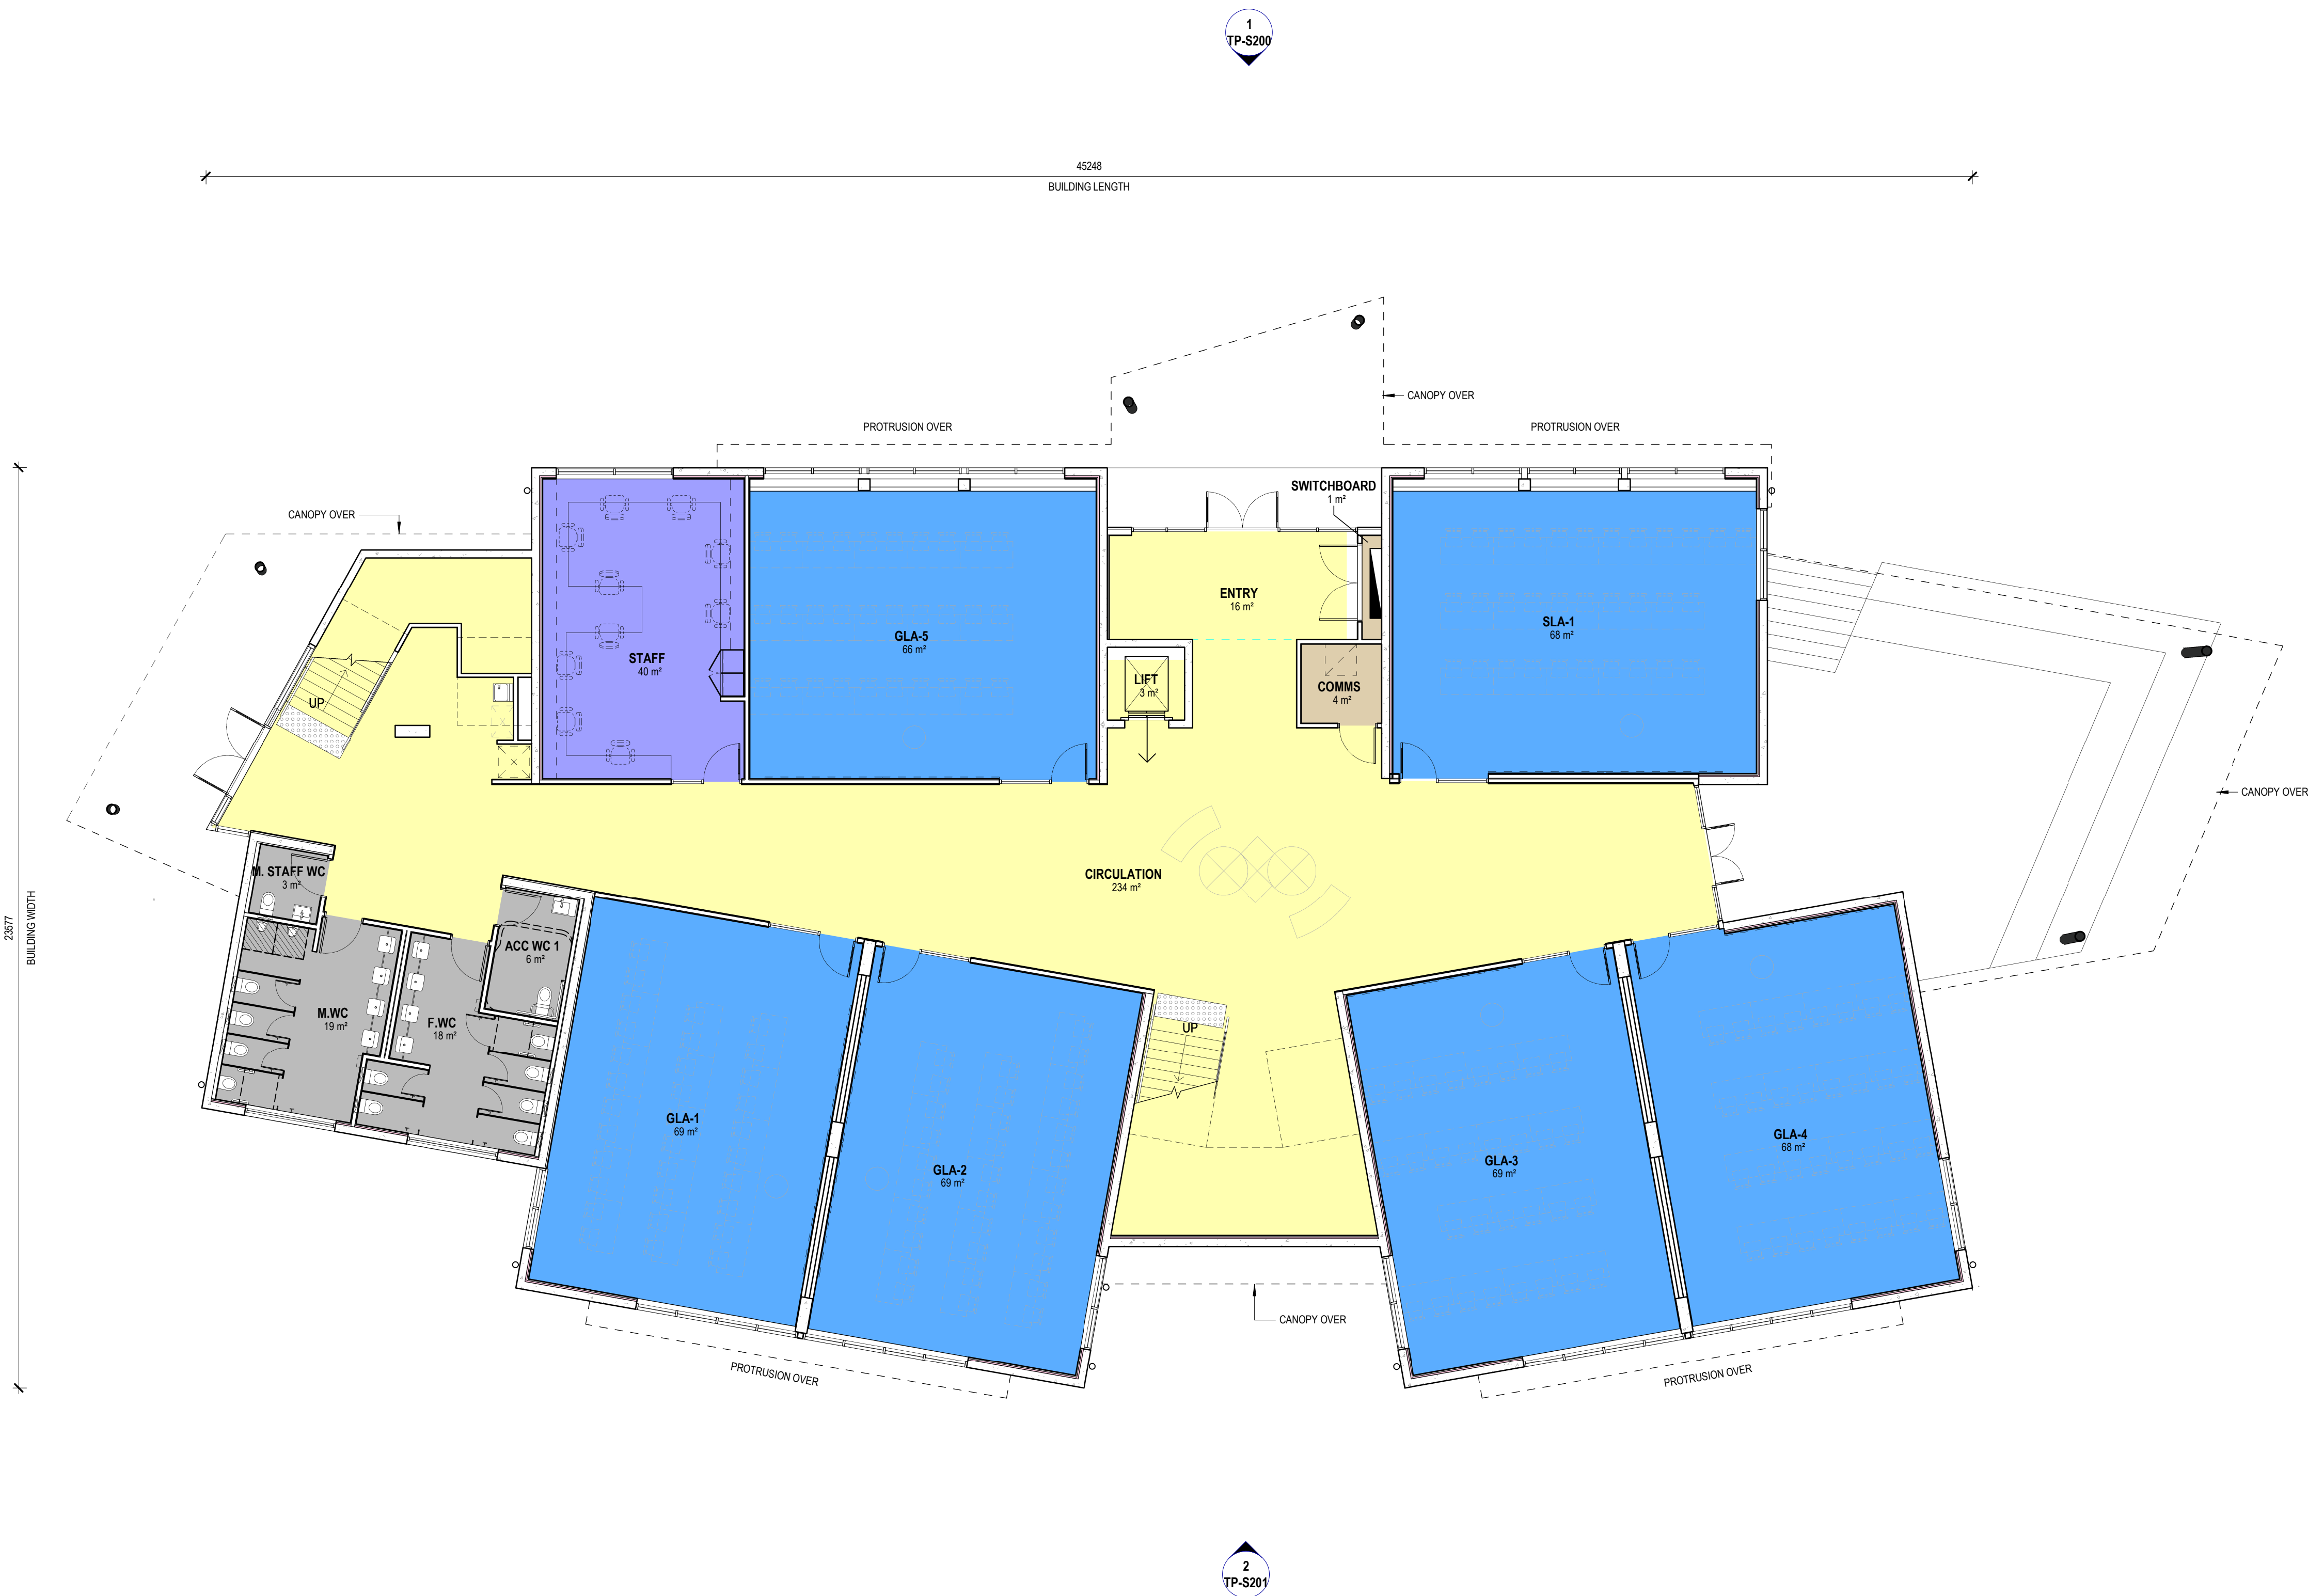 1
TP-S200
45248
BUILDING LENGTH
CANOPY OVER
PROTRUSION OVER
PROTRUSION OVER
SWITCHBOARD
1 m²
CANOPY OVER
ENTRY
16 m²
GLA-5
66 m²
SLA-1
68 m²
STAFF
40 m²
LIFT
3 m²
COMMS
4 m²
UP
CANOPY OVER
CIRCULATION
234 m²
M. STAFF WC
3 m²
23577
BUILDING WIDTH
ACC WC 1
6 m²
M.WC
19 m²
F.WC
18 m²
UP
GLA-1
69 m²
GLA-2
69 m²
GLA-3
69 m²
GLA-4
68 m²
CANOPY OVER
PROTRUSION OVER
PROTRUSION OVER
2
TP-S201